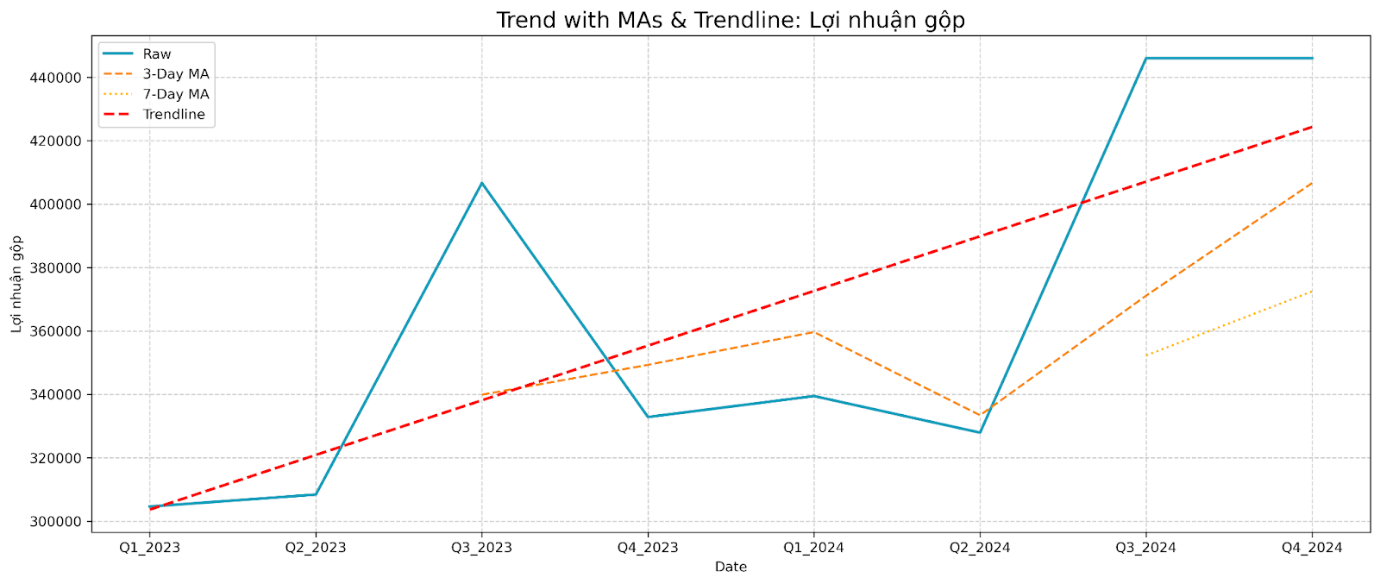 Trend with MAs & Trendline: Lợi nhuận gộp
Raw
3-Day MA
7-Day MA
Trendline
Lợi nhuận gộp
440000
420000
400000
380000
360000
340000
320000
300000
Q1_2023 Q2_2023 Q3_2023 Q4_2023 Q1_2024 Q2_2024 Q3_2024 Q4_2024
Date